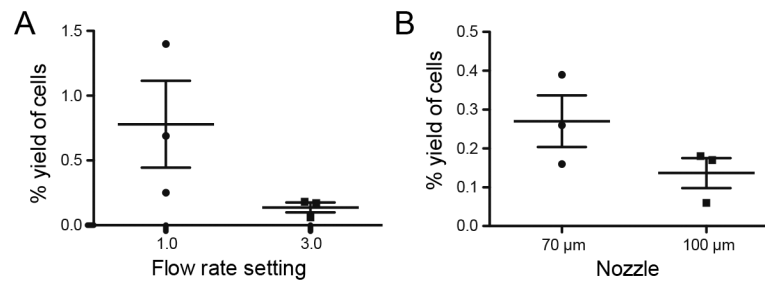 A
% yield of cells
1.5
1.0
0.5
0.0
1.0
3.0
Flow rate setting
B
% yield of cells
0.5
0.4
0.3
0.2
0.1
0.0
70 µm
100 µm
Nozzle